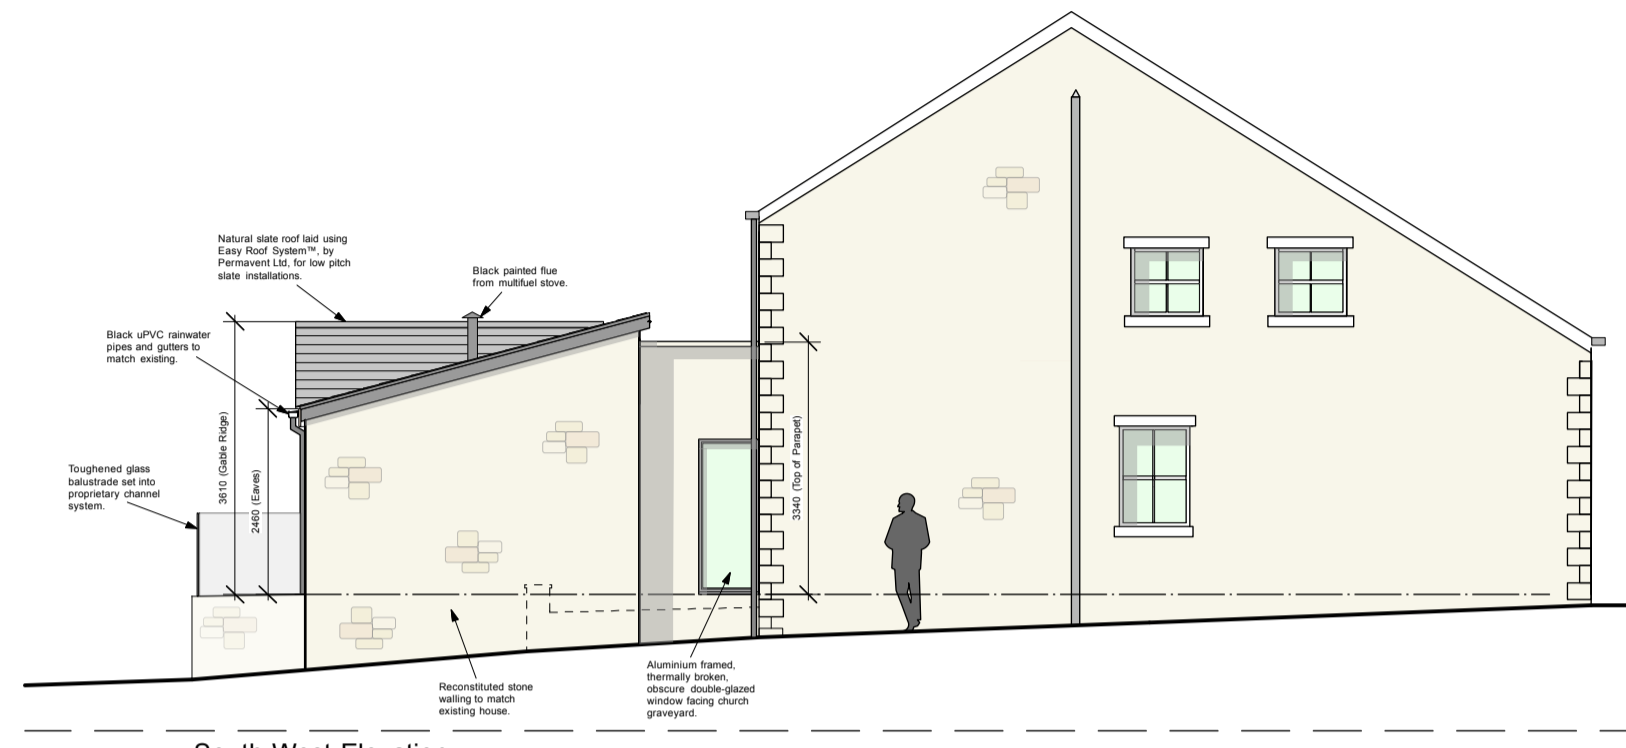 Natural slate roof laid using
Easy Roof System™, by
Permavent Ltd, for low pitch
slate installations.
Black painted flue
from multifuel stove.
Black uPVC rainwater
pipes and gutters to
match existing.
3610 (Gable Ridge)
2460 (Eaves)
3340 (Top of Parapet)
Toughened glass
balustrade set into
proprietary channel
system.
Reconstituted stone
walling to match
existing house.
Aluminium framed,
thermally broken,
obscure double-glazed
window facing church
graveyard.
South West Elevation